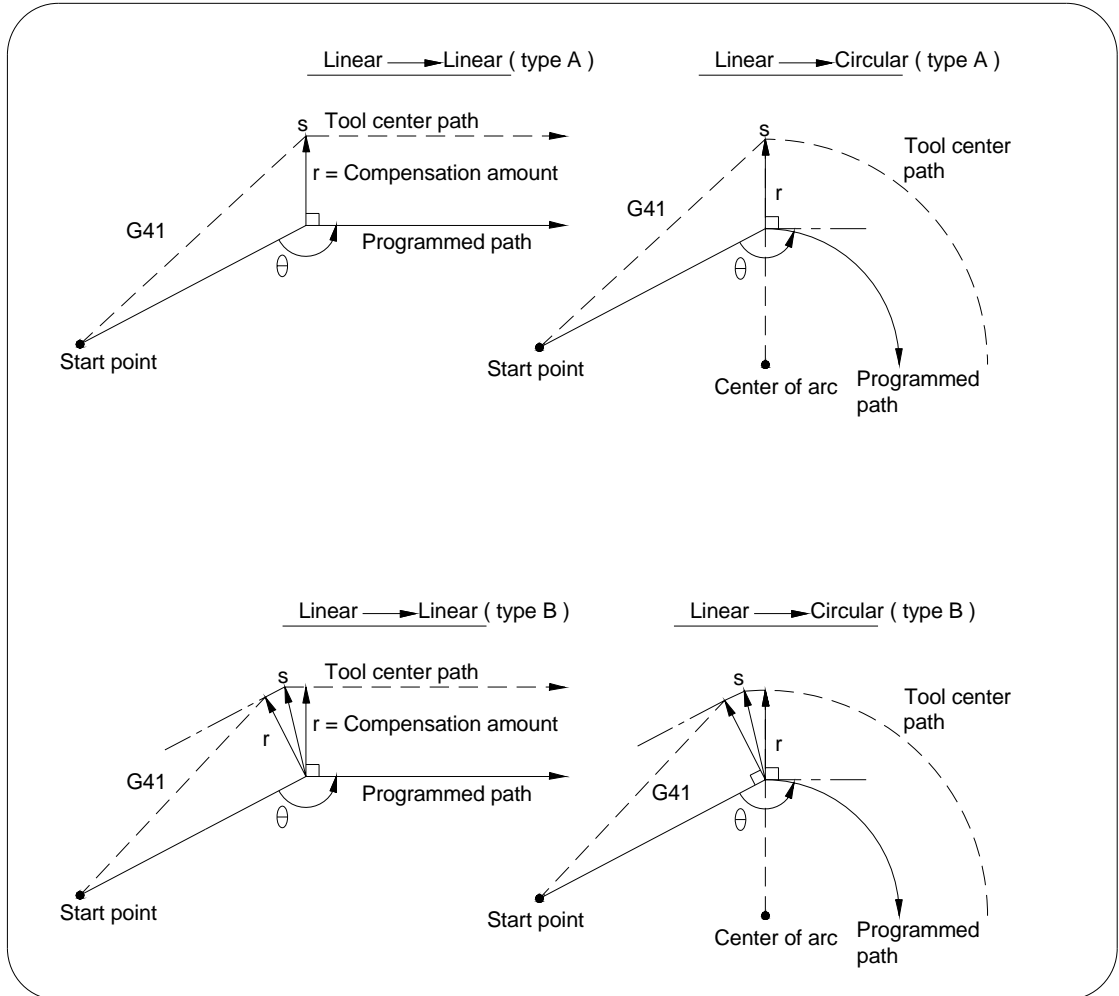 Linear → Linear ( type A )
s
Tool center path
r = Compensation amount
G41
Programmed path
θ
Start point
Linear → Circular ( type A )
s
Tool center
path
r
G41
θ
Start point
Center of arc
Programmed
path
Linear → Linear ( type B )
s
Tool center path
r = Compensation amount
r
G41
Programmed path
θ
Start point
Linear → Circular ( type B )
s
Tool center
path
r
G41
θ
Start point
Center of arc
Programmed
path